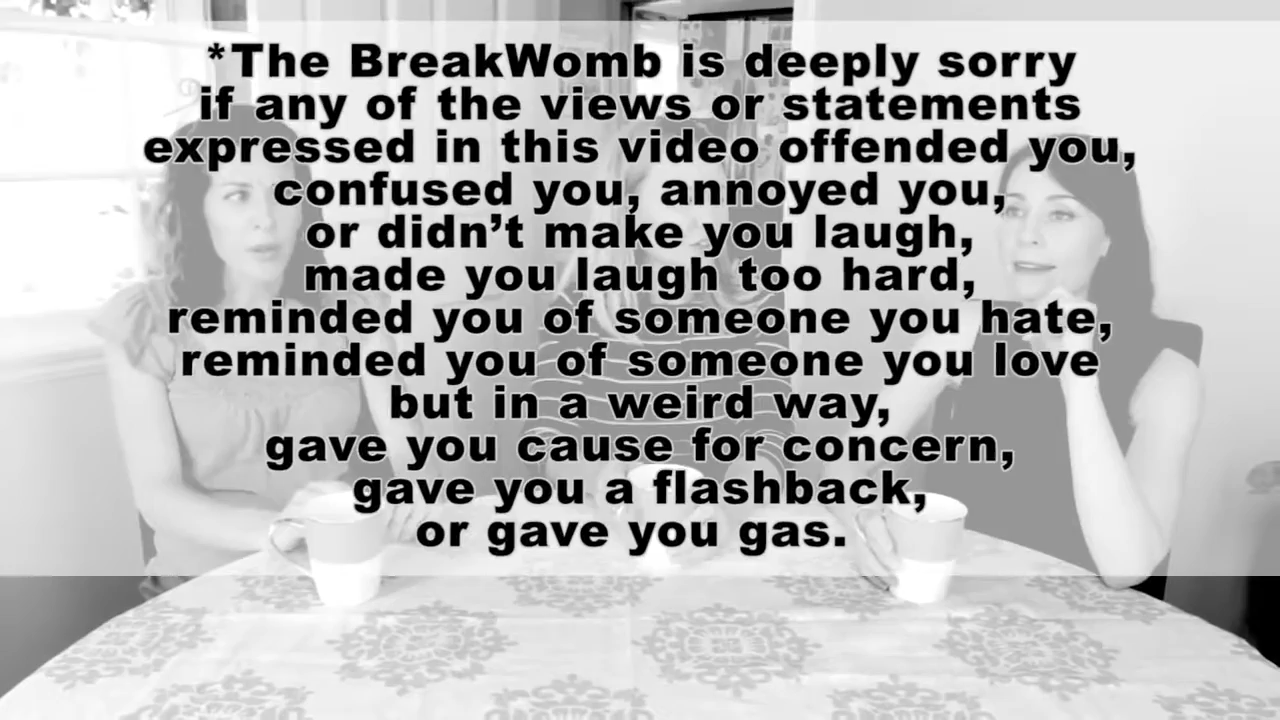 *The BreakWomb is deeply sorry
if any of the views or statements
expressed in this video offended you,
confused you, annoyed you,
or didn’t make you laugh,
made you laugh too hard,
reminded you of someone you hate,
reminded you of someone you love
but in a weird way,
gave you cause for concern,
gave you a flashback,
or gave you gas.